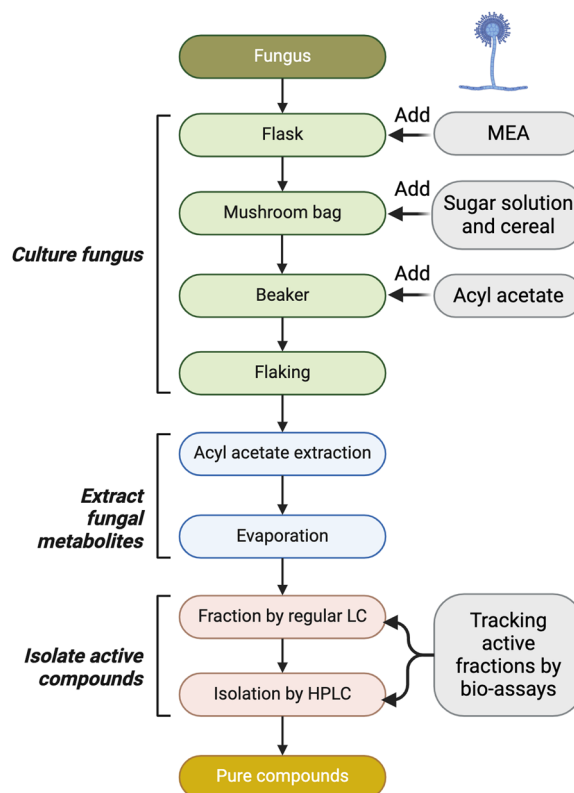 Fungus
Flask
Add
MEA
Mushroom bag
Add
Sugar solution
and cereal
Culture fungus
Beaker
Add
Acyl acetate
Flaking
Acyl acetate extraction
Extract
fungal
metabolites
Evaporation
Fraction by regular LC
Isolate active
compounds
Isolation by HPLC
Tracking
active
fractions by
bio-assays
Pure compounds